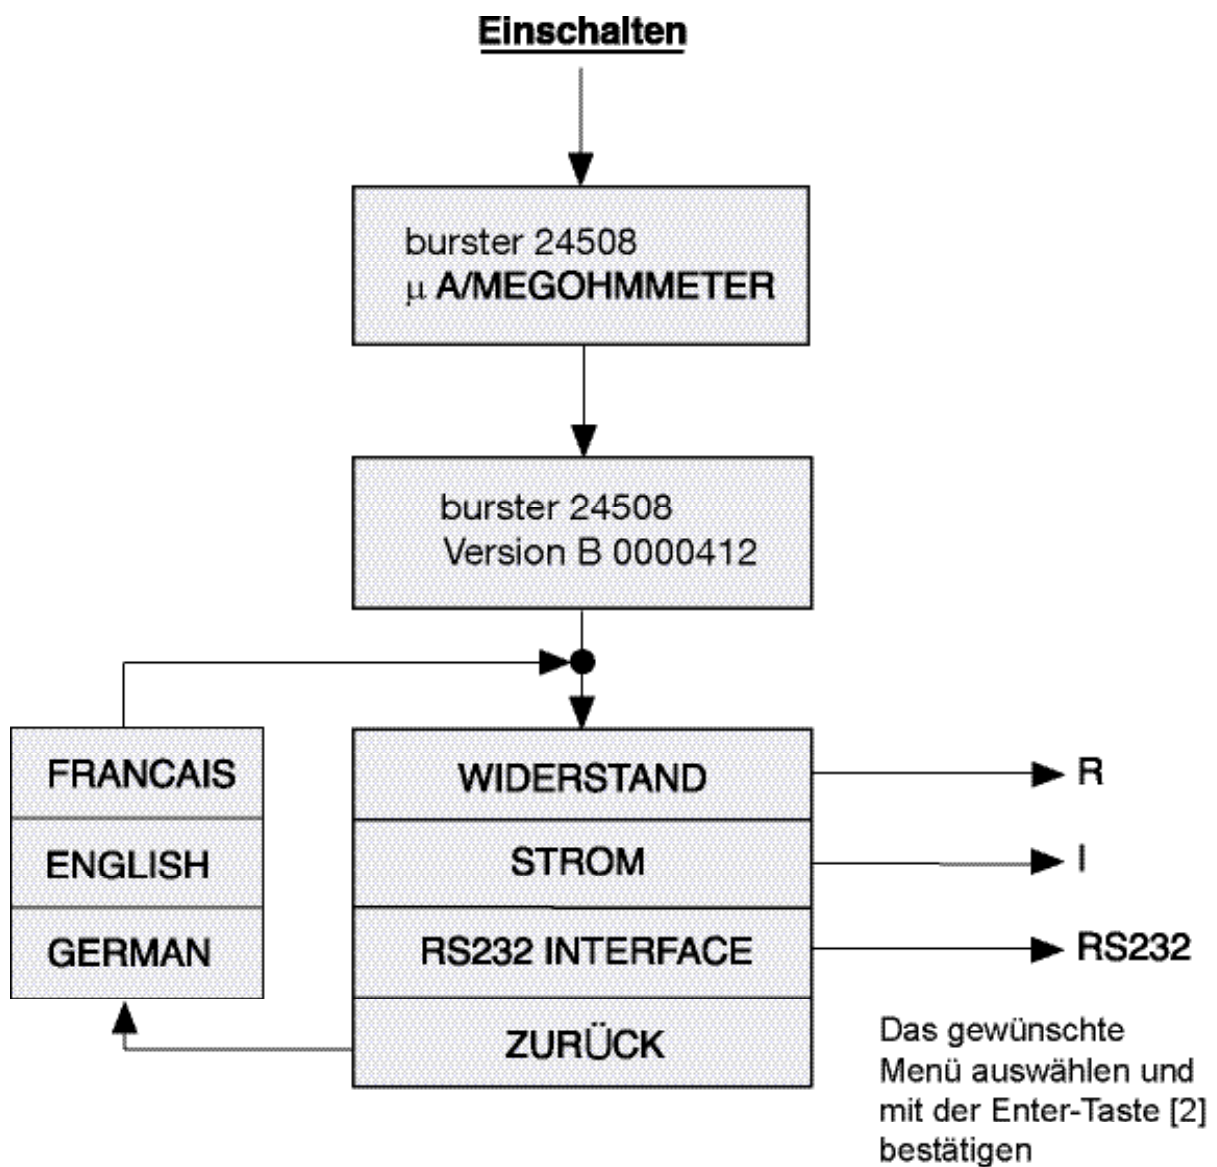 Einschalten
burster 24508
μ A/MEGOHMMETER
burster 24508
Version B 0000412
FRANCAIS
ENGLISH
GERMAN
WIDERSTAND
STROM
RS232 INTERFACE
ZURÜCK
R
I
RS232
Das gewünschte
Menü auswählen und
mit der Enter-Taste [2]
bestätigen